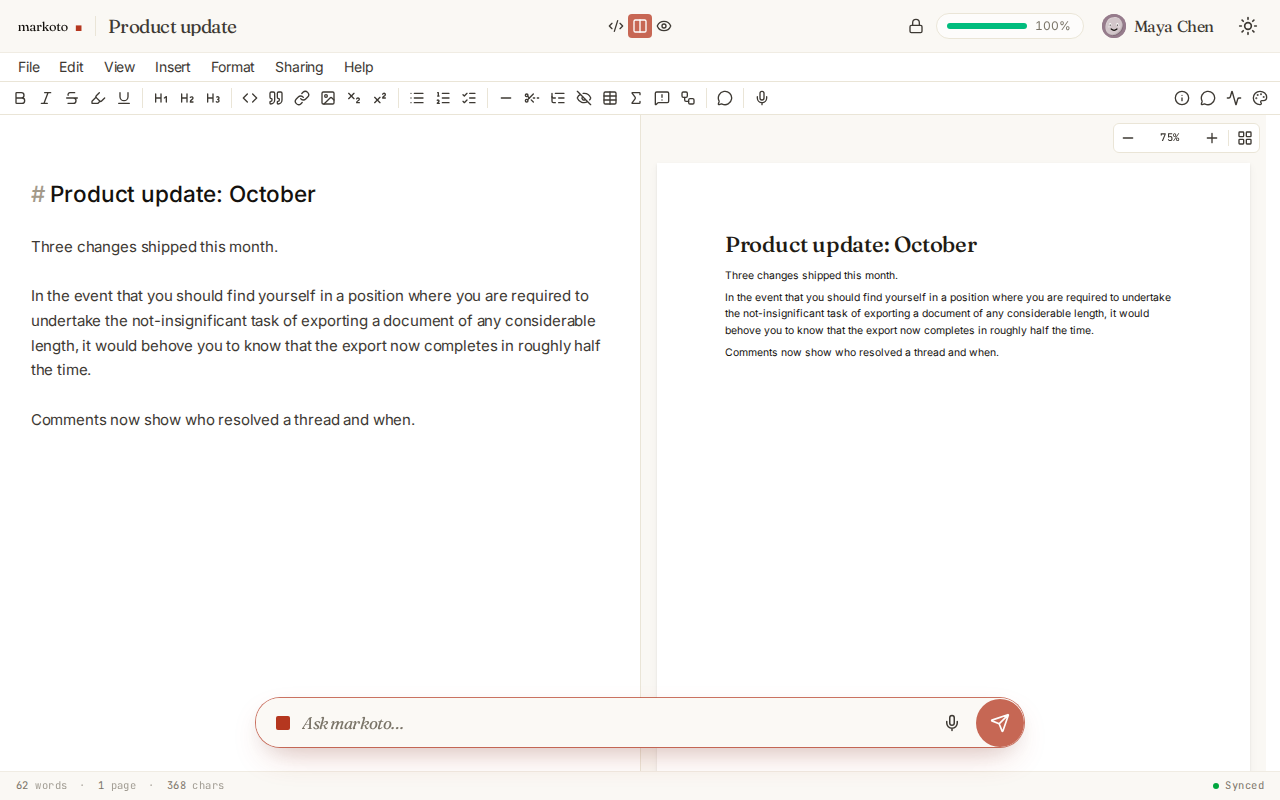 markoto
Product update
100%
Maya Chen
File Edit View Insert Format Sharing Help
H1 H2 H3
75%
# Product update: October
Three changes shipped this month.
In the event that you should find yourself in a position where you are required to
undertake the not-insignificant task of exporting a document of any considerable
length, it would behove you to know that the export now completes in roughly half
the time.
Comments now show who resolved a thread and when.
Product update: October
Three changes shipped this month.
In the event that you should find yourself in a position where you are required to undertake
the not-insignificant task of exporting a document of any considerable length, it would
behove you to know that the export now completes in roughly half the time.
Comments now show who resolved a thread and when.
Ask markoto...
62 words · 1 page · 368 chars
Synced